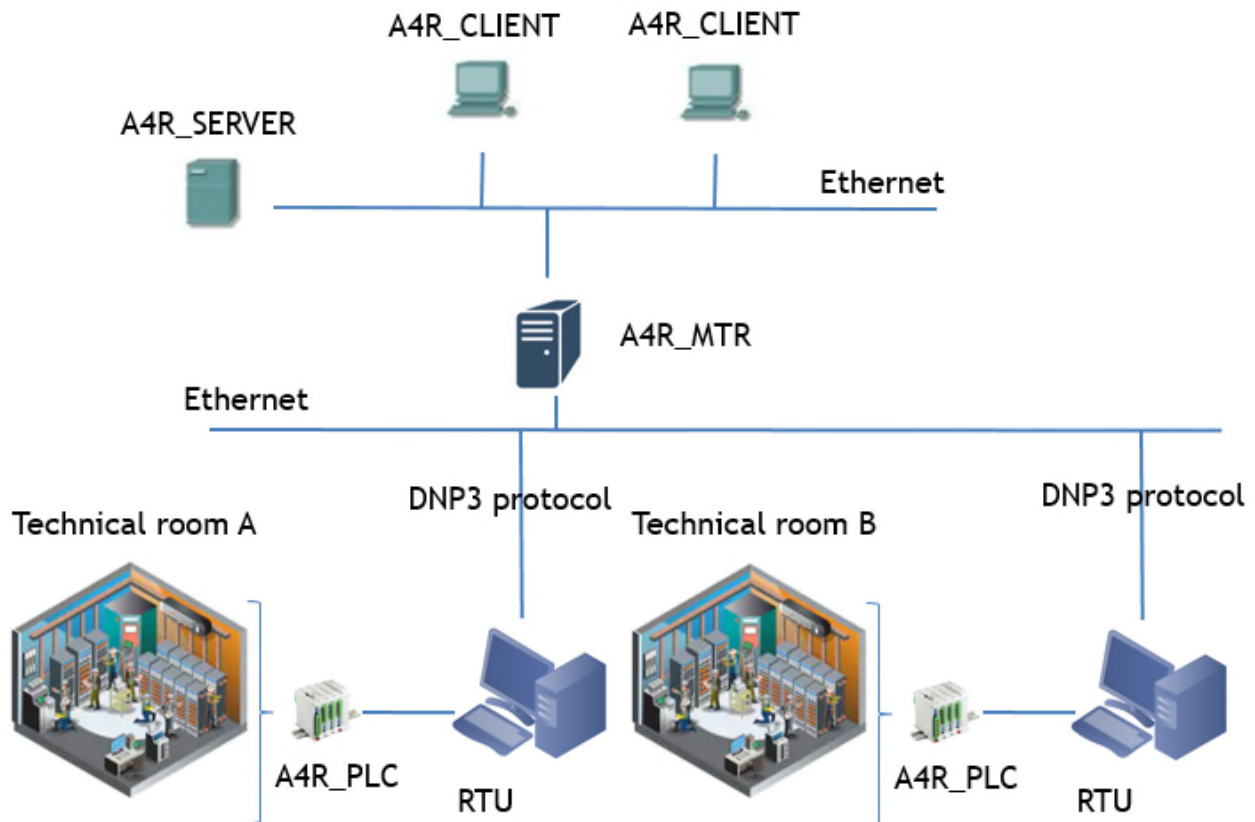 A4R_CLIENT
A4R_CLIENT
A4R_SERVER
Ethernet
A4R_MTR
Ethernet
DNP3 protocol
DNP3 protocol
Technical room A
Technical room B
A4R_PLC
RTU
A4R_PLC
RTU